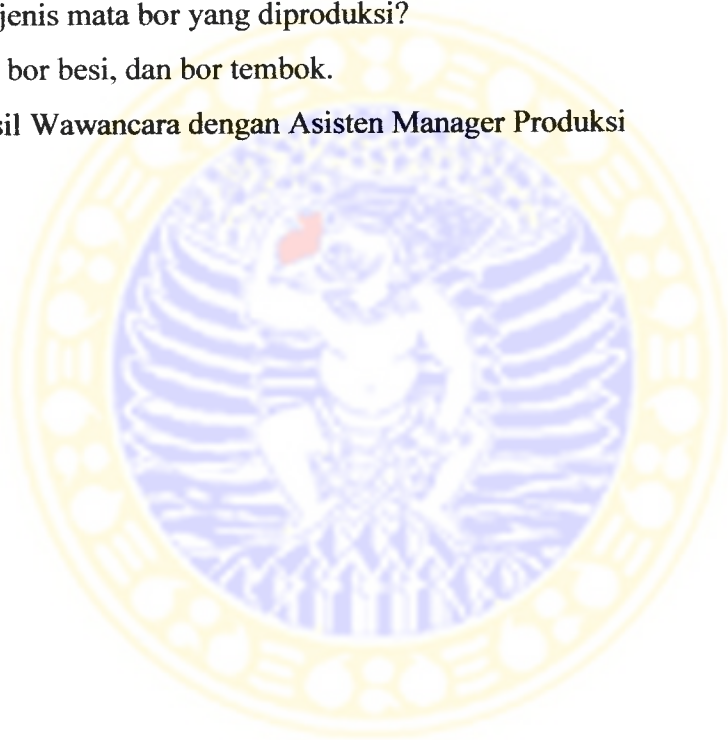 jenis mata bor yang diproduksi?
bor besi, dan bor tembok.
sil Wawancara dengan Asisten Manager Produksi